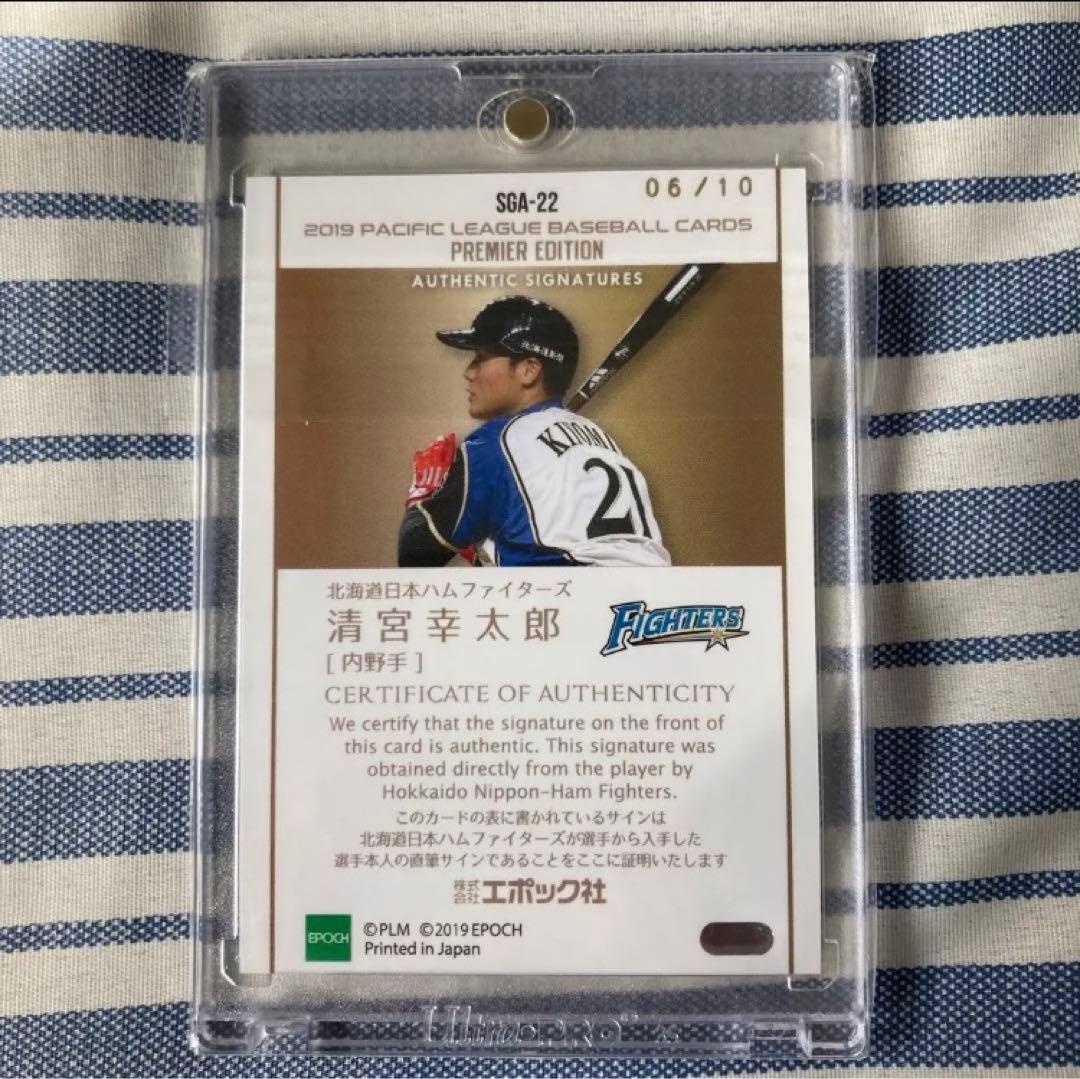 06/10
SGA-22
2019 PACIFIC LEAGUE BASEBALL CARDS
PREMIER EDITION
AUTHENTIC SIGNATURES
21
北海道日本ハムファイターズ
清宮幸太郎
FIGHTERS
[内野手]
CERTIFICATE OF AUTHENTICITY
We certify that the signature on the front of
this card is authentic. This signature was
obtained directly from the player by
Hokkaido Nippon-Ham Fighters.
このカードの表に書かれているサインは
北海道日本ハムファイターズが選手から入手した
選手本人の直筆サインであることをここに証明いたします
株式会社エポック社
EPOCH
©PLM ©2019 EPOCH
Printed in Japan
Ultra PRO